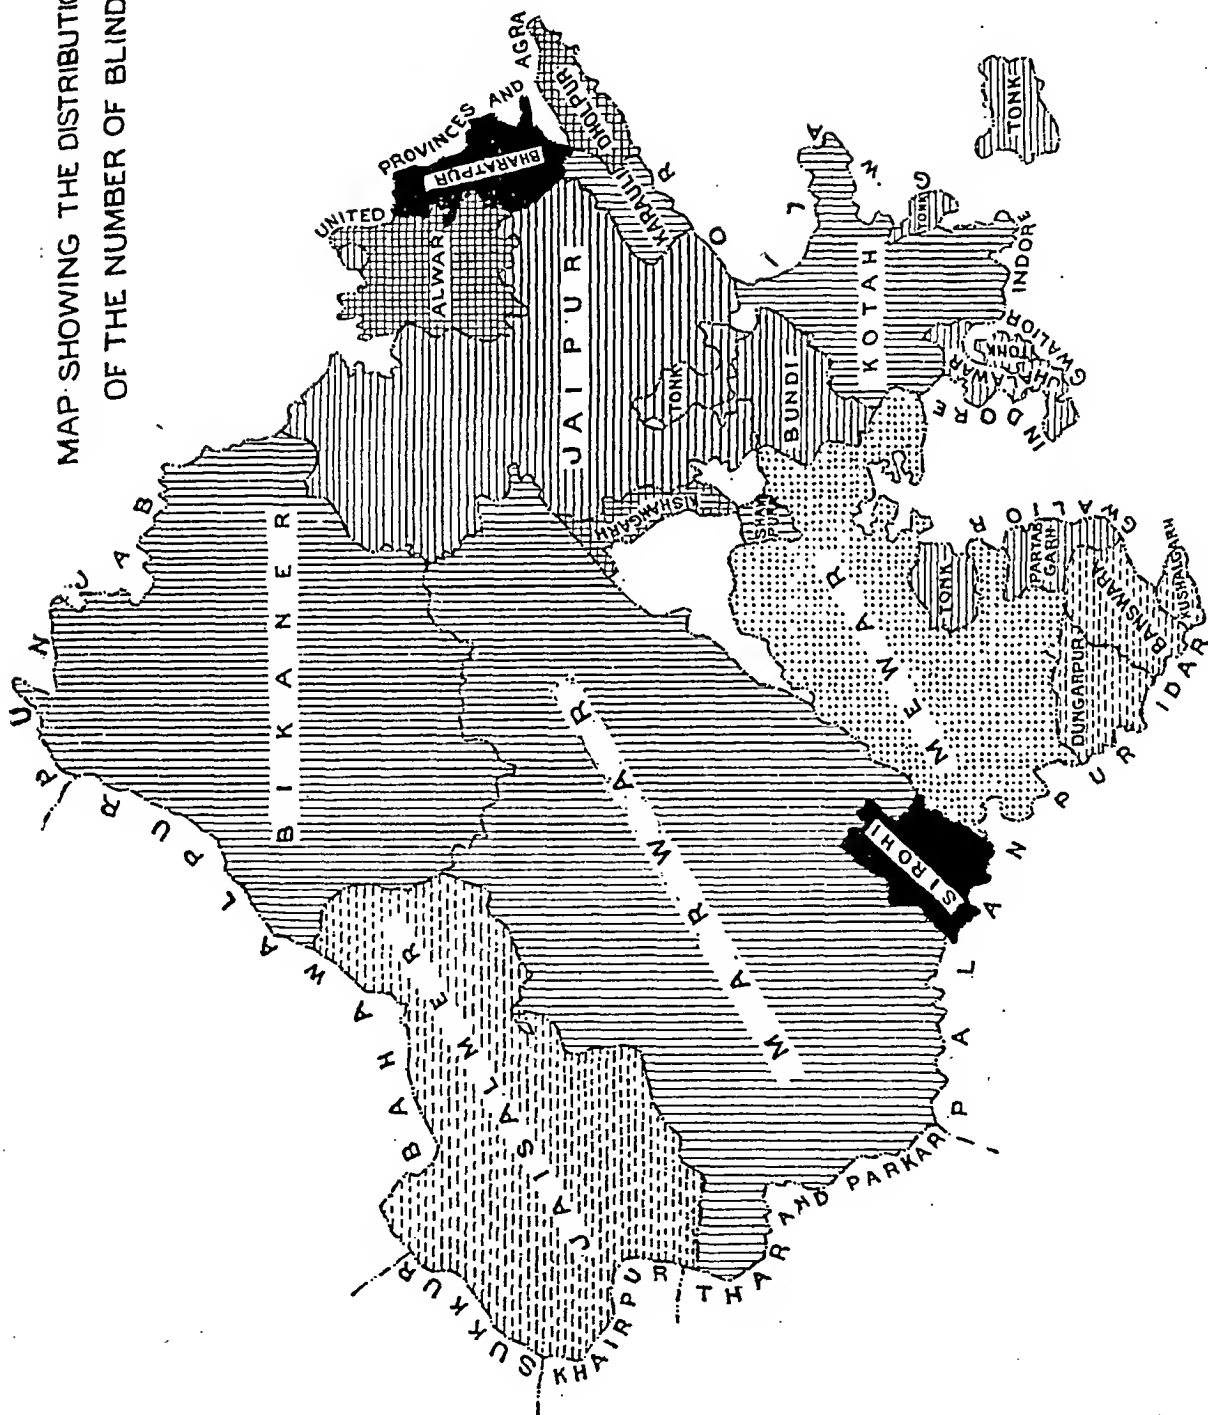 MAP SHOWING THE DISTRIBUTIO
OF THE NUMBER OF BLIND
PUNJAB
BAHAWALPUR
BIKANER
UNITED PROVINCES AND AGRA
BHARATPUR
ALWAR
DHOLPUR
KARAULI
JAIPUR
TONK
KISHANGARH
BUNDI
KOTAH
GWALIOR
TONK
TONK
INDORE
GWALIOR
JHALAWAR
TONK
INDORE
SHAHPURA
MEWAR
TONK
GWALIOR
PARTABGARH
BAINSWARA
KUSHALGARH
DUNGARPUR
IDAR
PALANPUR
SIROHI
MARWAR
JAISALMER
SUKKUR
KHAIRPUR
THAR AND PARKAR